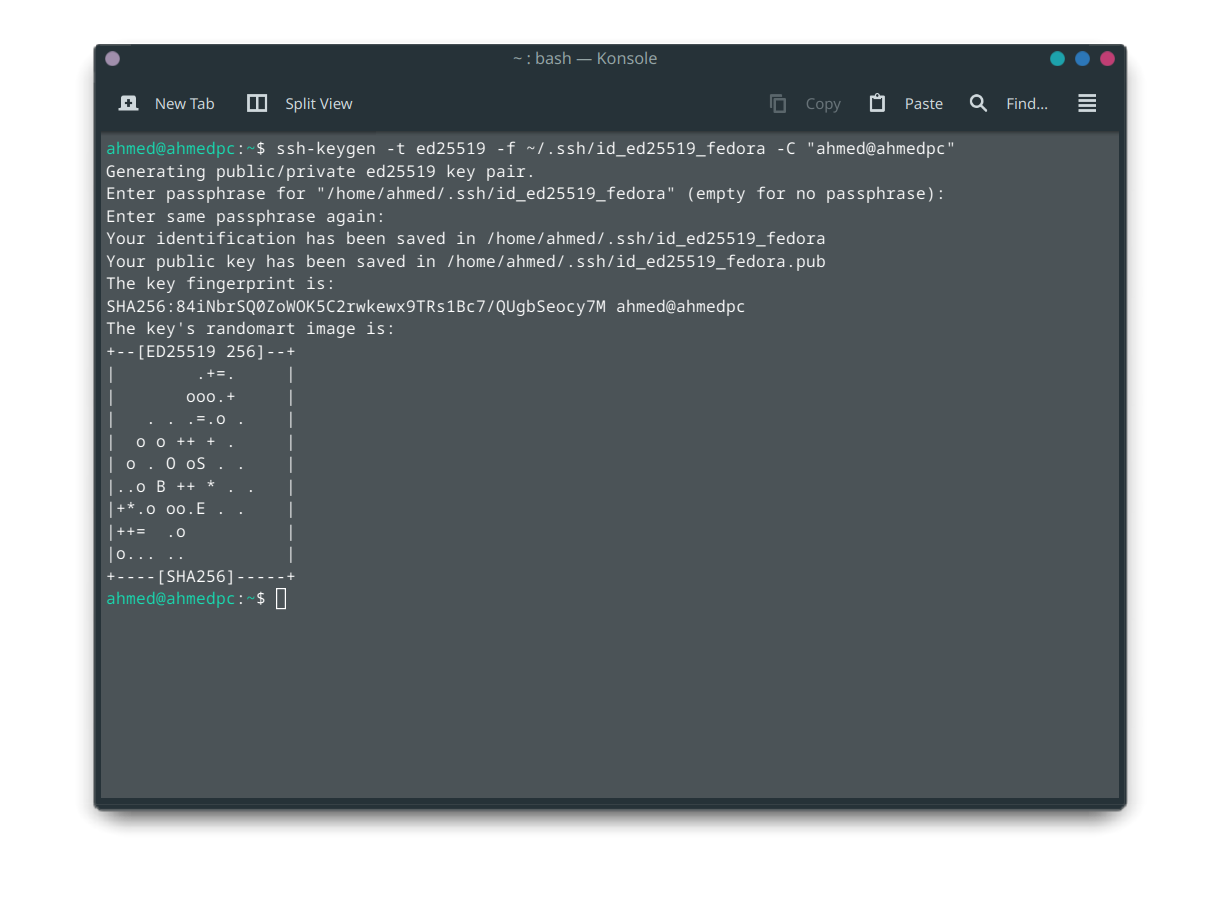 ~ : bash — Konsole
New Tab Split View Copy Paste Find...
ahmed@ahmedpc:~$ ssh-keygen -t ed25519 -f ~/.ssh/id_ed25519_fedora -C "ahmed@ahmedpc"
Generating public/private ed25519 key pair.
Enter passphrase for "/home/ahmed/.ssh/id_ed25519_fedora" (empty for no passphrase):
Enter same passphrase again:
Your identification has been saved in /home/ahmed/.ssh/id_ed25519_fedora
Your public key has been saved in /home/ahmed/.ssh/id_ed25519_fedora.pub
The key fingerprint is:
SHA256:84iNbrSQ0ZoWOK5C2rwkewx9TRs1Bc7/QUgbSeocy7M ahmed@ahmedpc
The key's randomart image is:
+--[ED25519 256]--+
|        .+=.     |
|       ooo.+     |
|   . . .=.o .    |
|  o o ++ + .     |
| o . O oS . .    |
|..o B ++ * . .   |
|+*.o oo.E . .    |
|++=  .o          |
|o... ..          |
+----[SHA256]-----+
ahmed@ahmedpc:~$